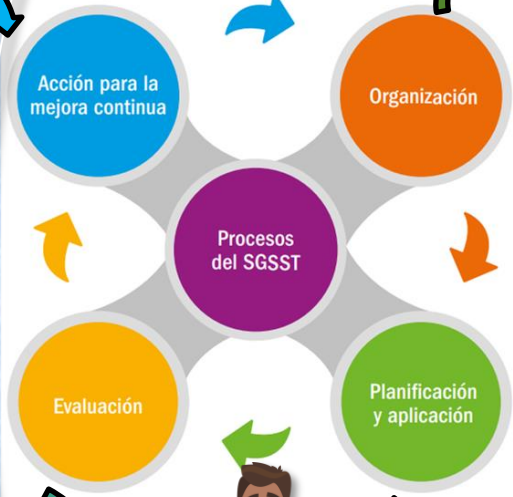 Acción para la
mejora continua
Organización
Procesos
del SGSST
Evaluación
Planificación
y aplicación